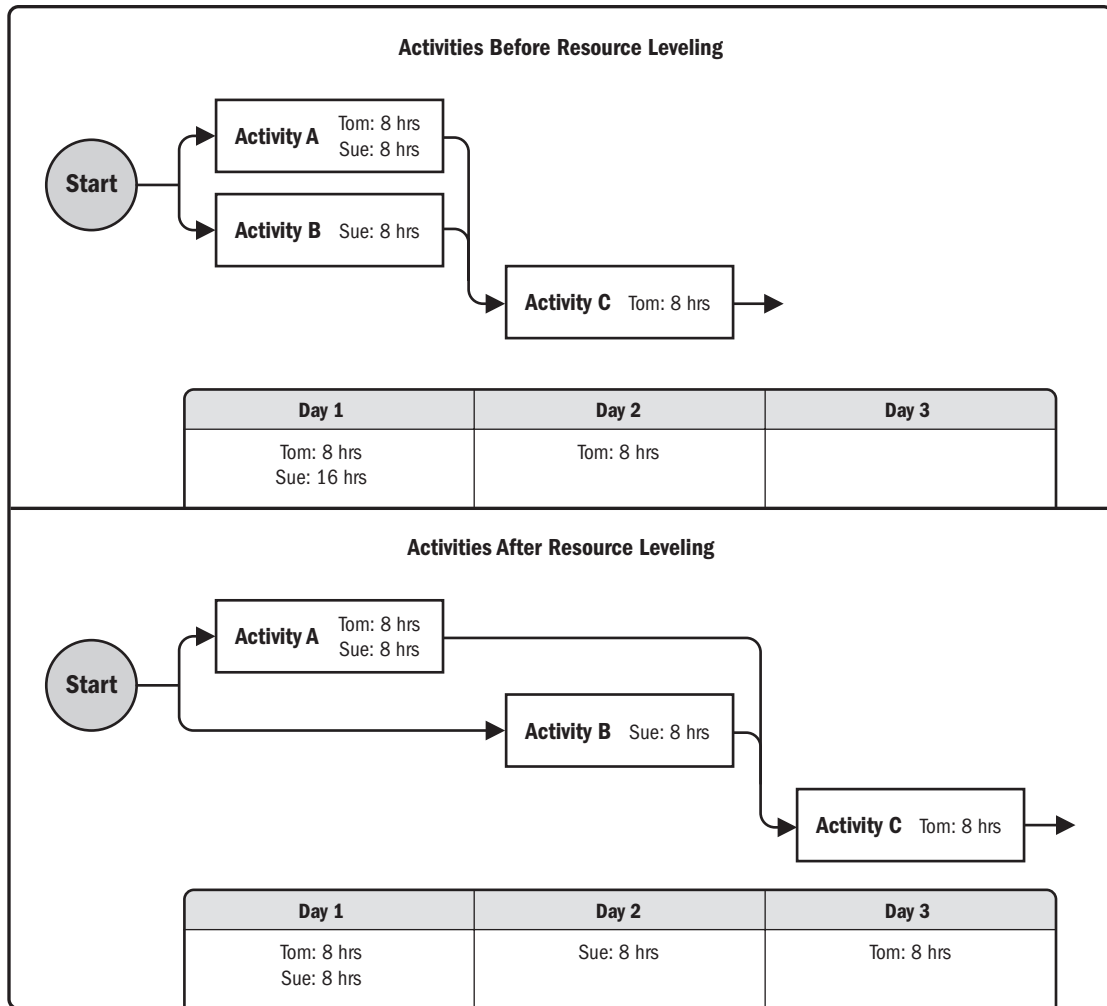 Activities Before Resource Leveling
Start
Activity A
Tom: 8 hrs
Sue: 8 hrs
Activity B Sue: 8 hrs
Activity C Tom: 8 hrs
Day 1 Day 2 Day 3
Tom: 8 hrs Tom: 8 hrs
Sue: 16 hrs
Activities After Resource Leveling
Start
Activity A
Tom: 8 hrs
Sue: 8 hrs
Activity B Sue: 8 hrs
Activity C Tom: 8 hrs
Day 1 Day 2 Day 3
Tom: 8 hrs Sue: 8 hrs Tom: 8 hrs
Sue: 8 hrs